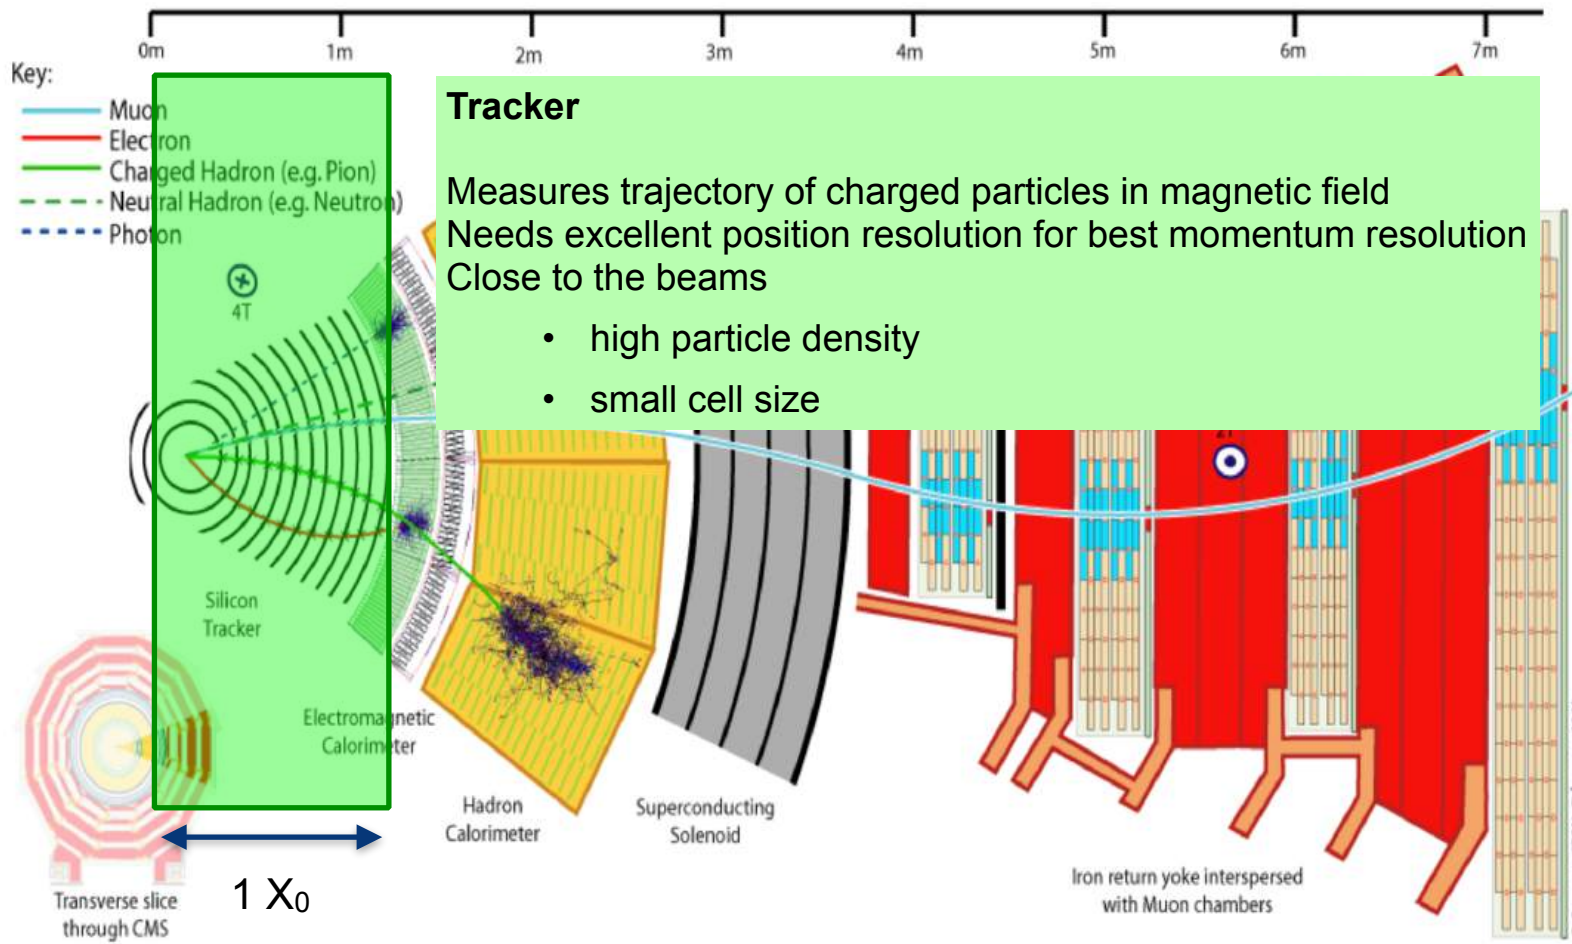 0m 1m 2m 3m 4m 5m 6m 7m
Key:
Muon
Electron
Charged Hadron (e.g. Pion)
Neutral Hadron (e.g. Neutron)
Photon
Tracker
Measures trajectory of charged particles in magnetic field
Needs excellent position resolution for best momentum resolution
Close to the beams
• high particle density
• small cell size
4T
2T
Silicon
Tracker
Electromagnetic
Calorimeter
Hadron
Calorimeter
Superconducting
Solenoid
Iron return yoke interspersed
with Muon chambers
Transverse slice
through CMS
1 X₀